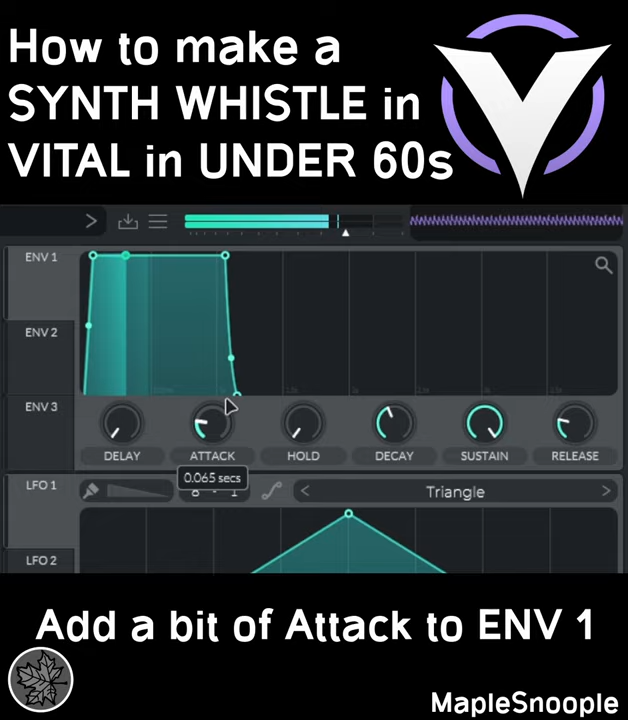 How to make a
SYNTH WHISTLE in
VITAL in UNDER 60s
ENV 1
ENV 2
ENV 3
DELAY
ATTACK
HOLD
DECAY
SUSTAIN
RELEASE
0.065 secs
LFO 1
Triangle
LFO 2
Add a bit of Attack to ENV 1
MapleSnoople